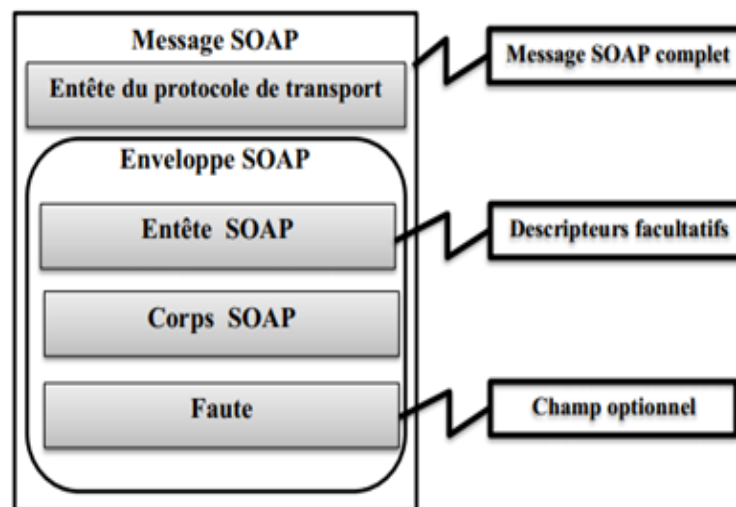 Message SOAP
Message SOAP complet
Entête du protocole de transport
Enveloppe SOAP
Entête SOAP
Descripteurs facultatifs
Corps SOAP
Faute
Champ optionnel